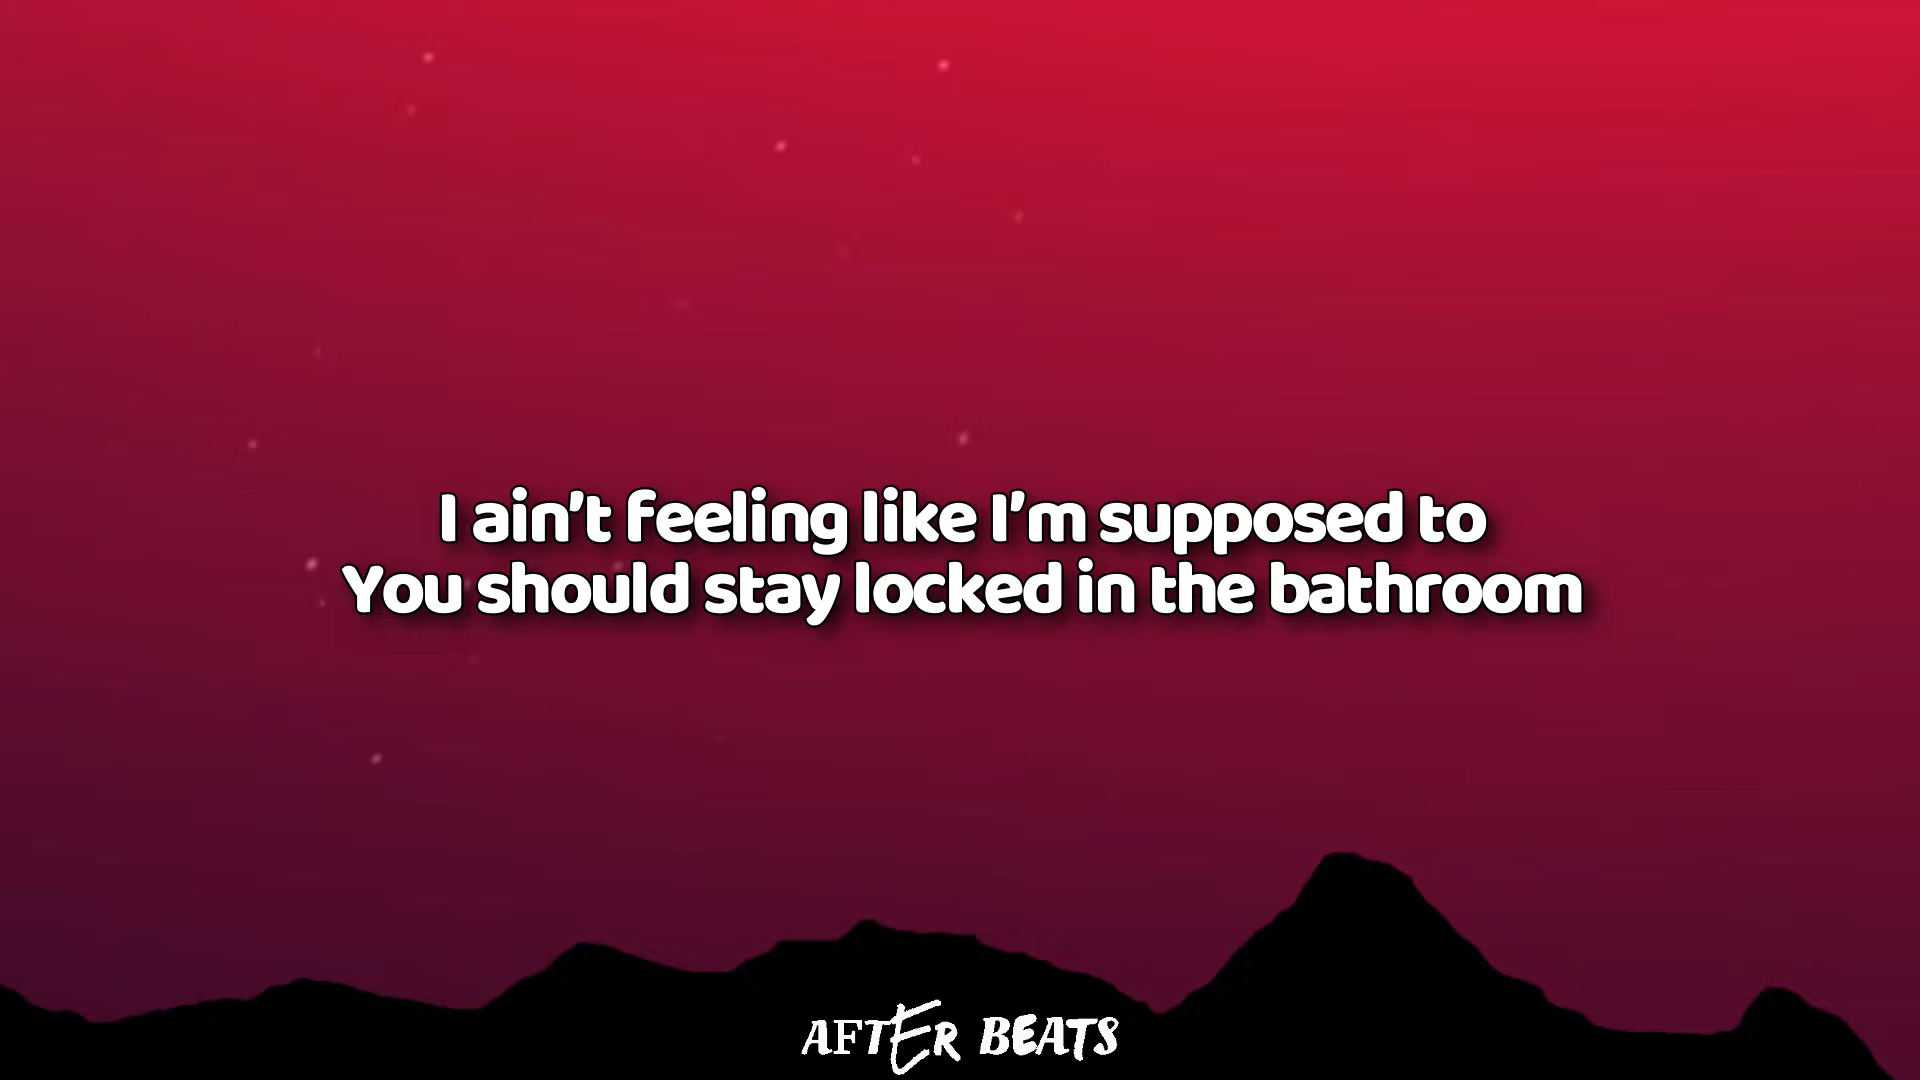 I ain't feeling like I'm supposed to
You should stay locked in the bathroom
AFTER BEATS